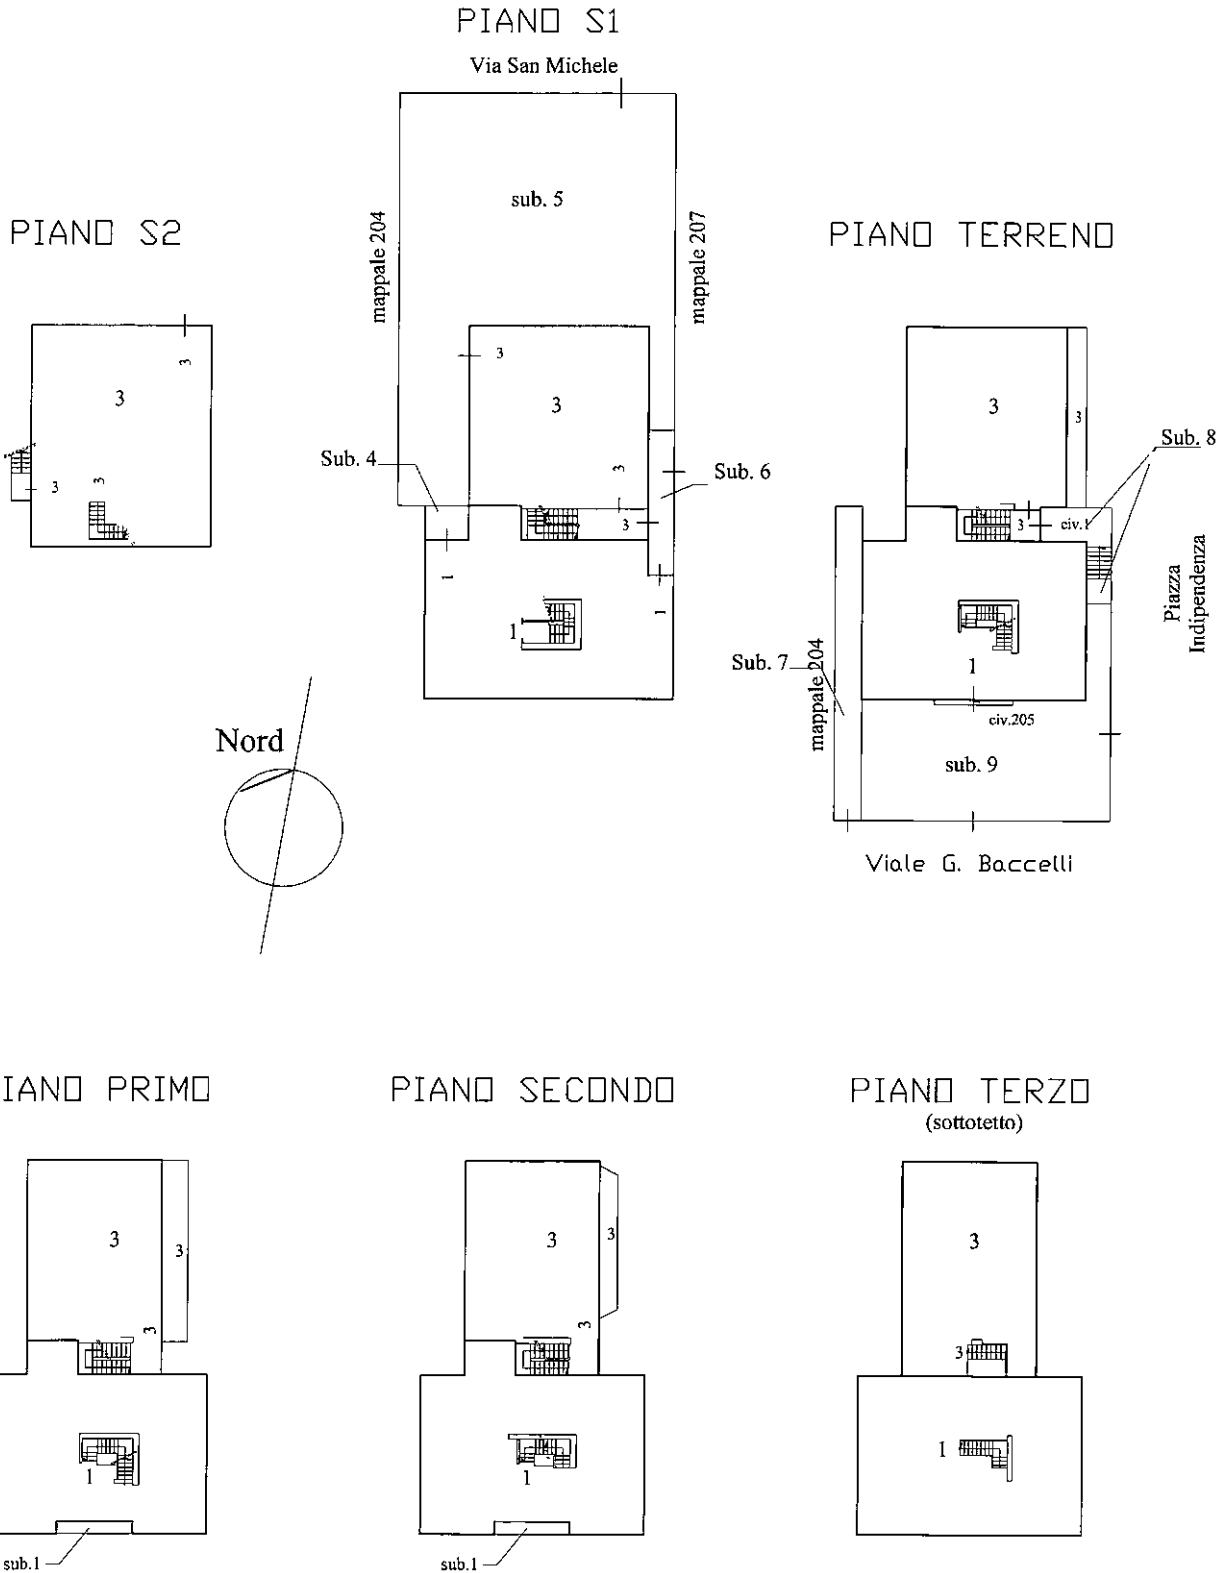 PIANO S1
Via San Michele
sub. 5
mappale 204
mappale 207
3
3
3
Sub. 4
Sub. 6
3
1
1
1
PIANO S2
3
3
3
3
PIANO TERRENO
3
3
Sub. 8
3
civ.1
Piazza
Indipendenza
Sub. 7
mappale 204
1
civ.205
sub. 9
Viale G. Baccelli
Nord
IANO PRIMO
3
3
3
1
sub.1
PIANO SECONDO
3
3
3
1
sub.1
PIANO TERZO
(sottotetto)
3
3
1